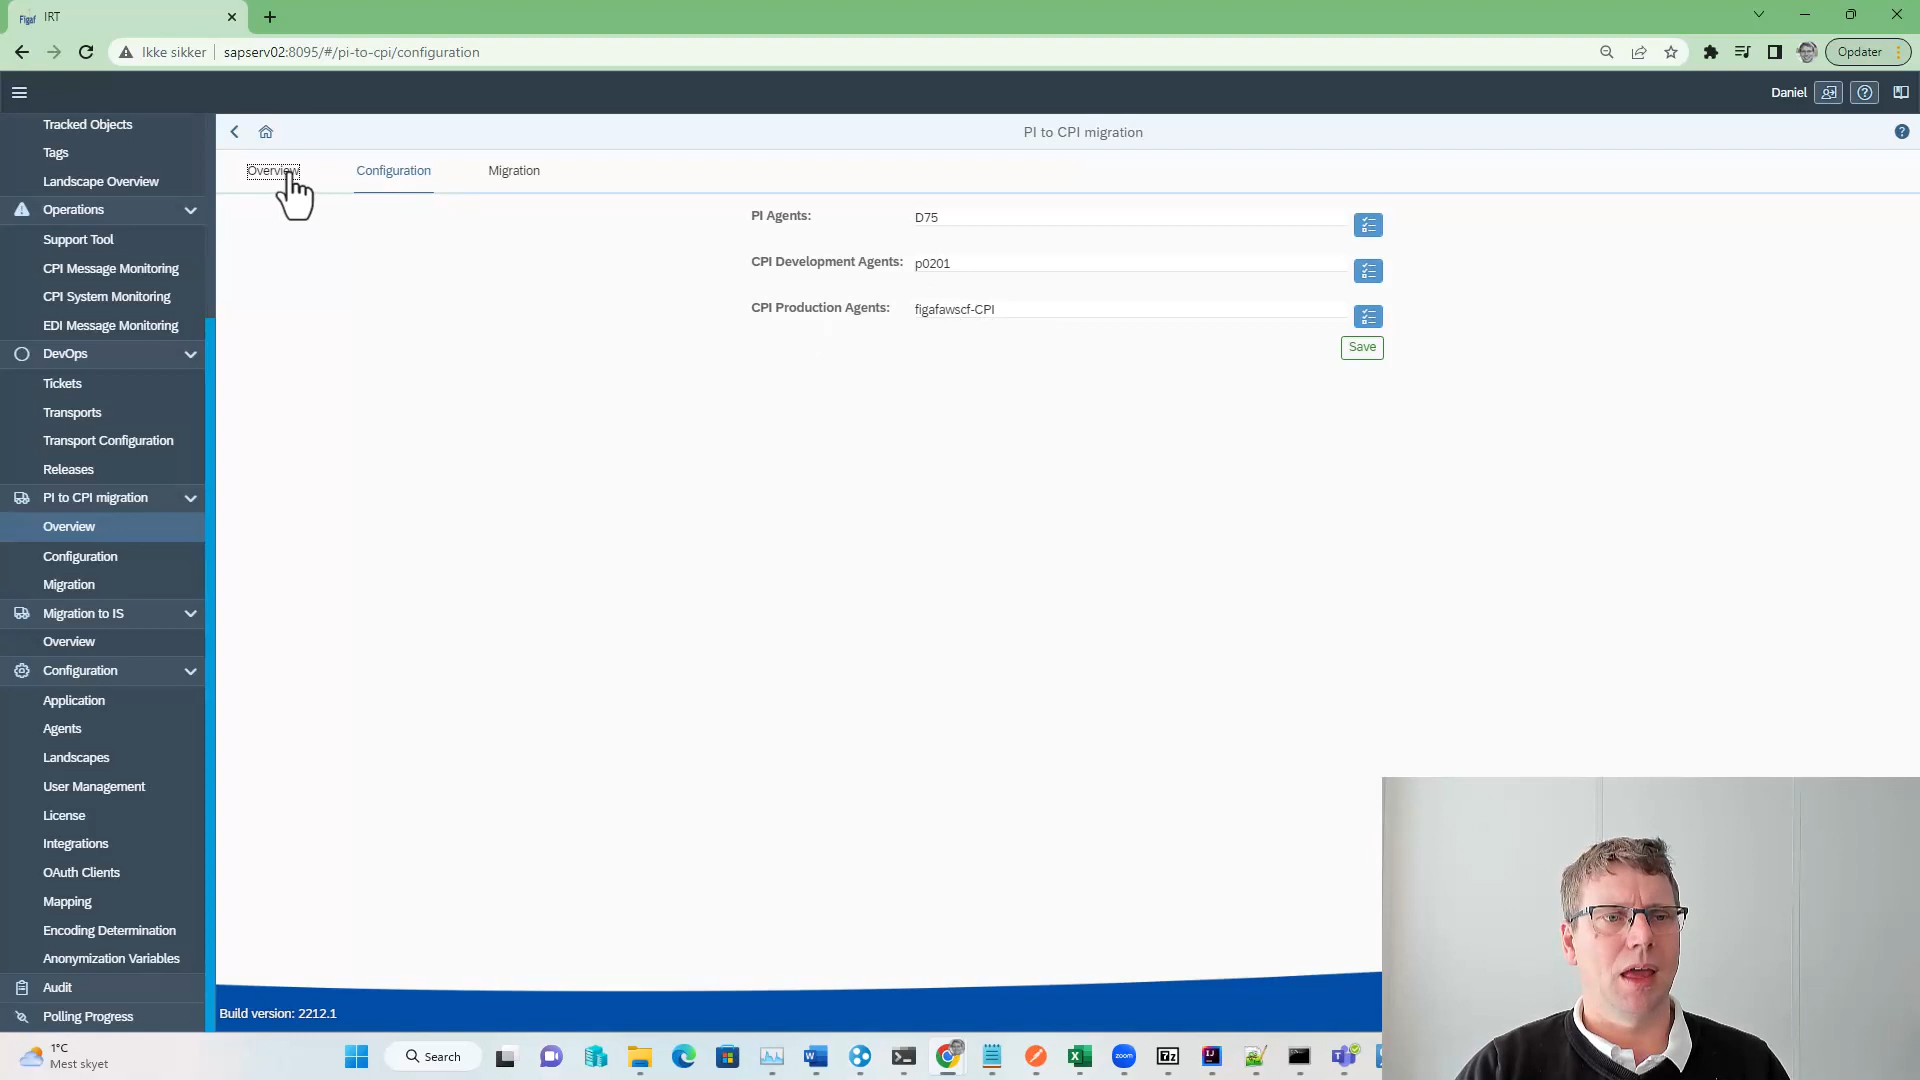 Figaf IRT
Ikke sikker sapserv02:8095/#/pi-to-cpi/configuration Opdater
Daniel
Tracked Objects
Tags
Landscape Overview
Operations
Support Tool
CPI Message Monitoring
CPI System Monitoring
EDI Message Monitoring
DevOps
Tickets
Transports
Transport Configuration
Releases
PI to CPI migration
Overview
Configuration
Migration
Migration to IS
Overview
Configuration
Application
Agents
Landscapes
User Management
License
Integrations
OAuth Clients
Mapping
Encoding Determination
Anonymization Variables
Audit
Polling Progress
PI to CPI migration
Overview Configuration Migration
PI Agents: D75
CPI Development Agents: p0201
CPI Production Agents: figafawscf-CPI
Save
Build version: 2212.1
1°C
Mest skyet
Search
zoom
7z